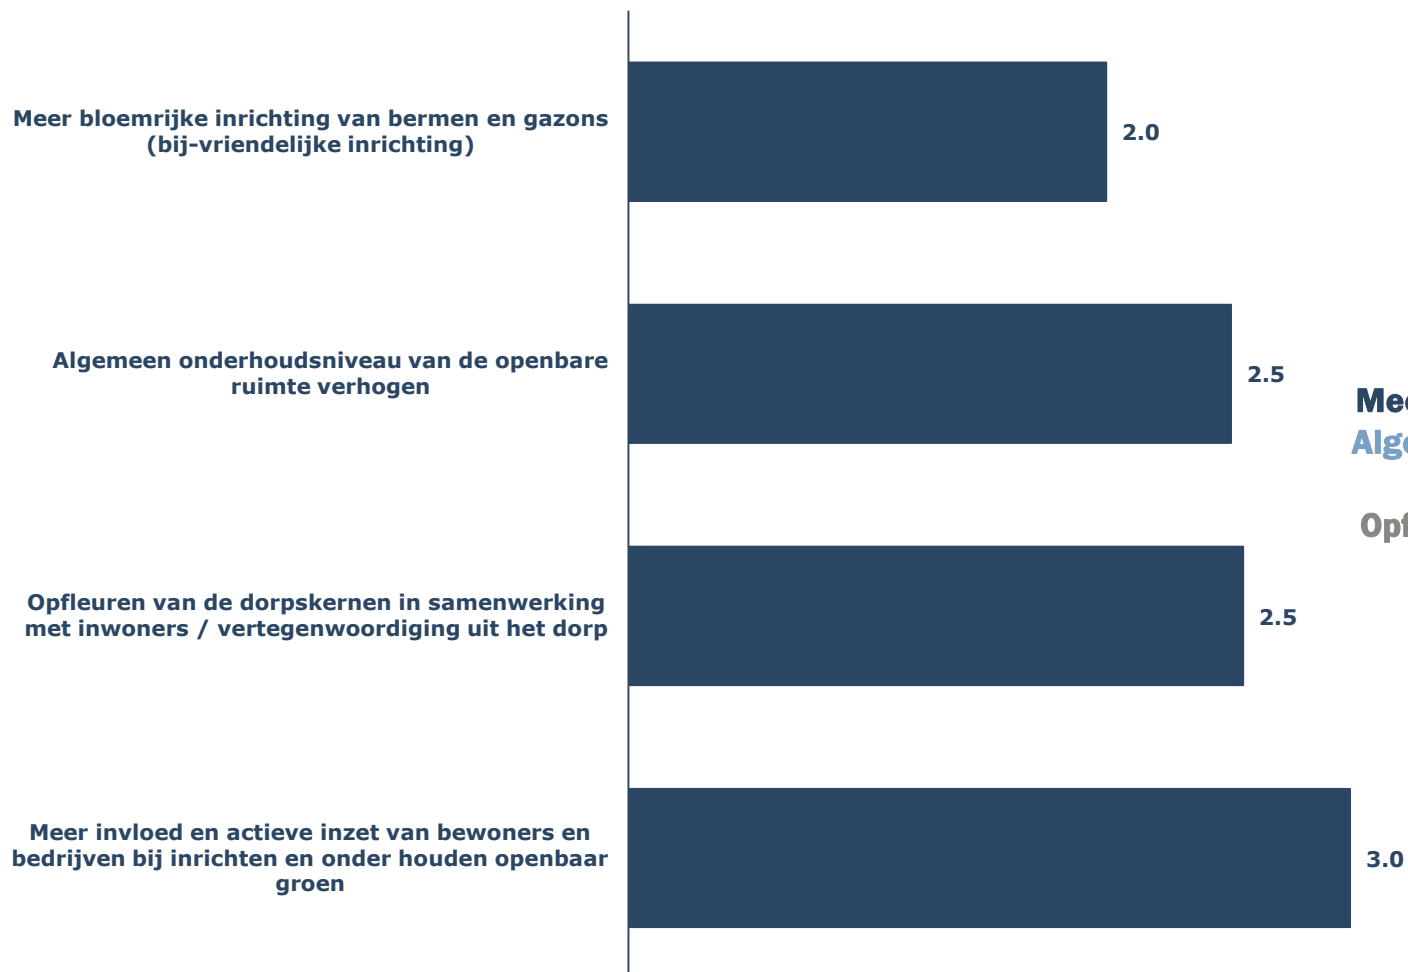 Meer bloemrijke inrichting van bermen en gazons
(bij-vriendelijke inrichting)
2.0
Algemeen onderhoudsniveau van de openbare
ruimte verhogen
2.5
Opfleuren van de dorpskernen in samenwerking
met inwoners / vertegenwoordiging uit het dorp
2.5
Meer invloed en actieve inzet van bewoners en
bedrijven bij inrichten en onder houden openbaar
groen
3.0